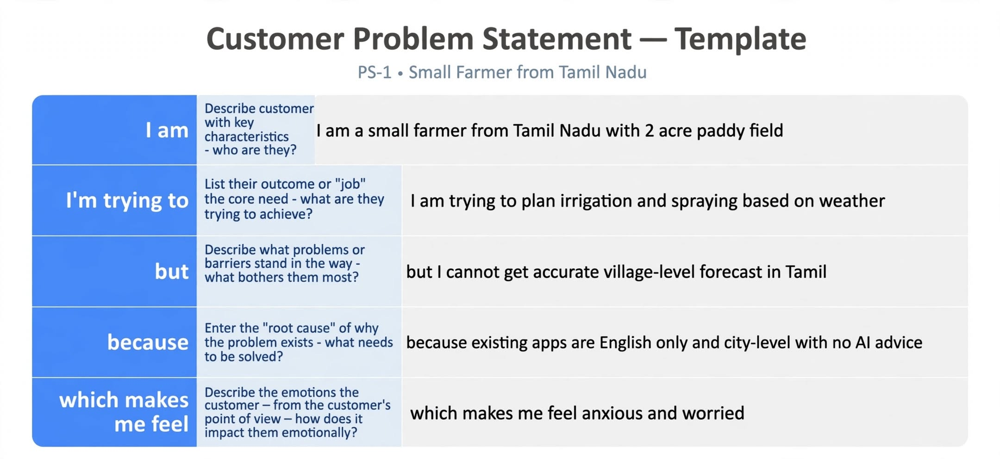 Customer Problem Statement — Template
PS-1 • Small Farmer from Tamil Nadu
I am
Describe customer
with key
characteristics
- who are they?
I am a small farmer from Tamil Nadu with 2 acre paddy field
I'm trying to
List their outcome or "job"
the core need - what are they
trying to achieve?
I am trying to plan irrigation and spraying based on weather
but
Describe what problems or
barriers stand in the way -
what bothers them most?
but I cannot get accurate village-level forecast in Tamil
because
Enter the "root cause" of why
the problem exists - what needs
to be solved?
because existing apps are English only and city-level with no AI advice
which makes
me feel
Describe the emotions the
customer – from the customer's
point of view – how does it
impact them emotionally?
which makes me feel anxious and worried